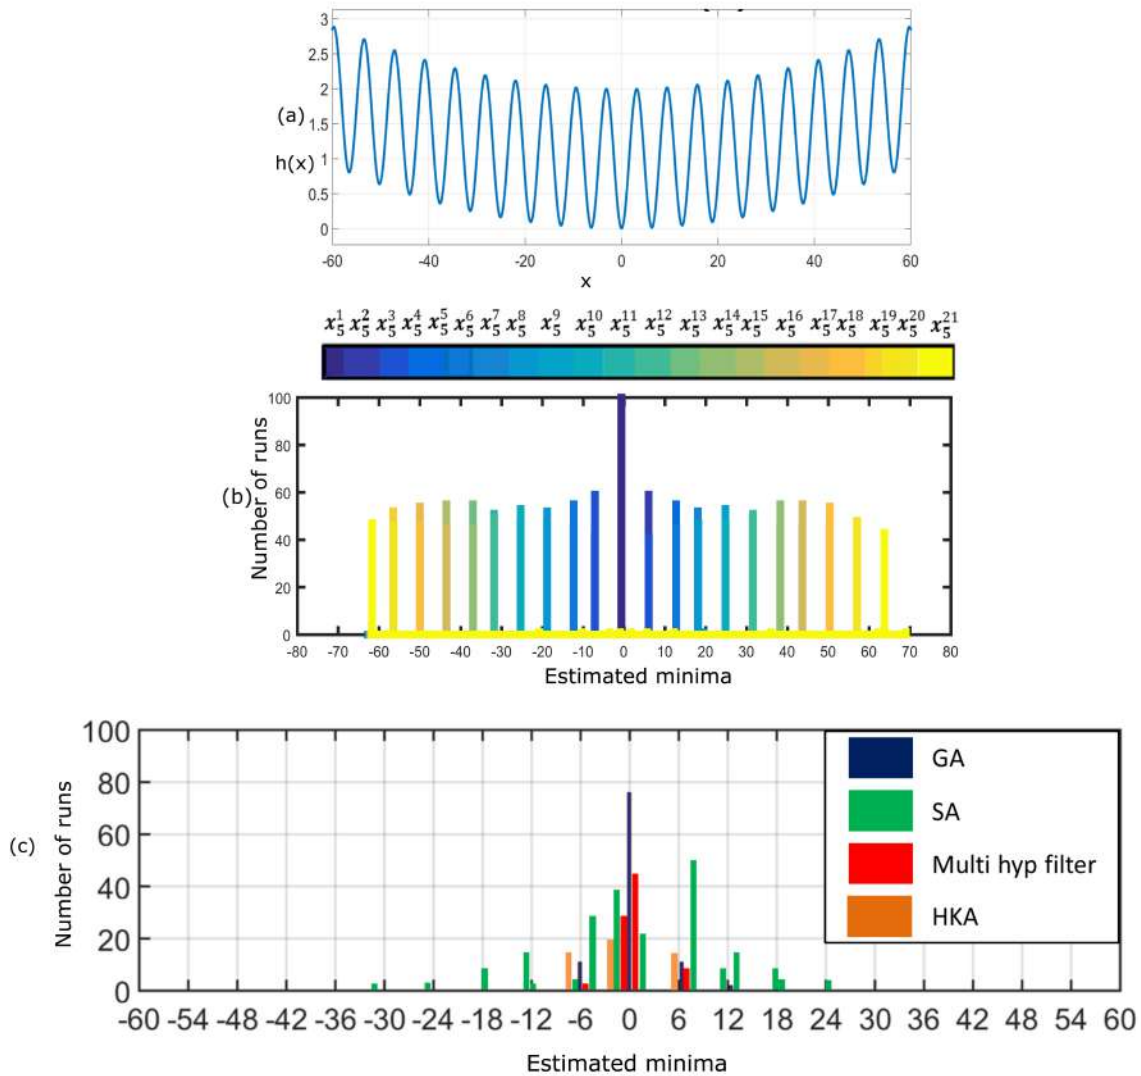 3
2.5
2
(a)
1.5
h(x)
1
0.5
0
-60 -40 -20 0 20 40 60
x
x₅¹ x₅² x₅³ x₅⁴ x₅⁵ x₅⁶ x₅⁷ x₅⁸ x₅⁹ x₅¹⁰ x₅¹¹ x₅¹² x₅¹³ x₅¹⁴ x₅¹⁵ x₅¹⁶ x₅¹⁷ x₅¹⁸ x₅¹⁹ x₅²⁰ x₅²¹
100
80
60
(b)
Number of runs
40
20
0
-80 -70 -60 -50 -40 -30 -20 -10 0 10 20 30 40 50 60 70 80
Estimated minima
100
80
60
(c)
Number of runs
40
20
0
GA
SA
Multi hyp filter
HKA
-60 -54 -48 -42 -36 -30 -24 -18 -12 -6 0 6 12 18 24 30 36 42 48 54 60
Estimated minima